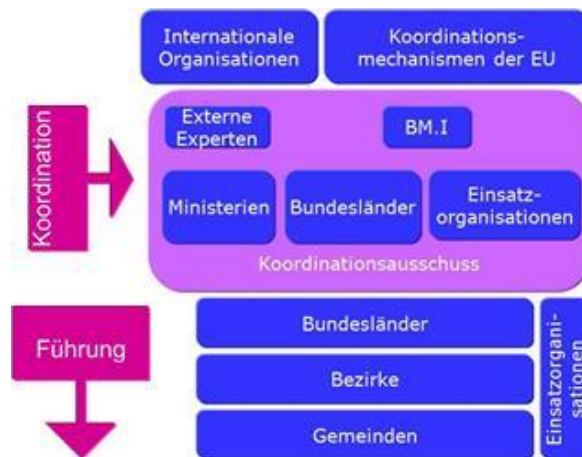 Internationale
Organisationen
Koordinations-
mechanismen der EU
Koordination
Externe
Experten
BM.I
Ministerien
Bundesländer
Einsatz-
organisationen
Koordinationsausschuss
Führung
Bundesländer
Bezirke
Gemeinden
Einsatzorgani-
sationen